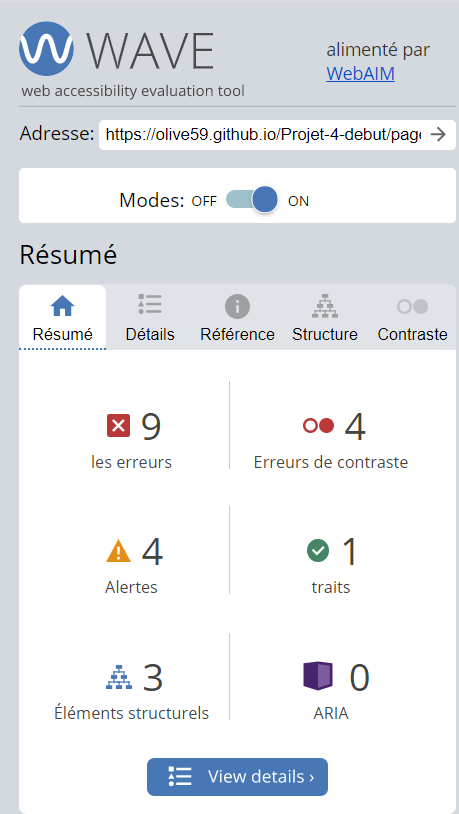 WAVE
web accessibility evaluation tool
alimenté par
WebAIM
Adresse: https://olive59.github.io/Projet-4-debut/page
Modes: OFF ON
Résumé
Résumé Détails Référence Structure Contraste
9
les erreurs
4
Erreurs de contraste
4
Alertes
1
traits
3
Éléments structurels
0
ARIA
View details ›